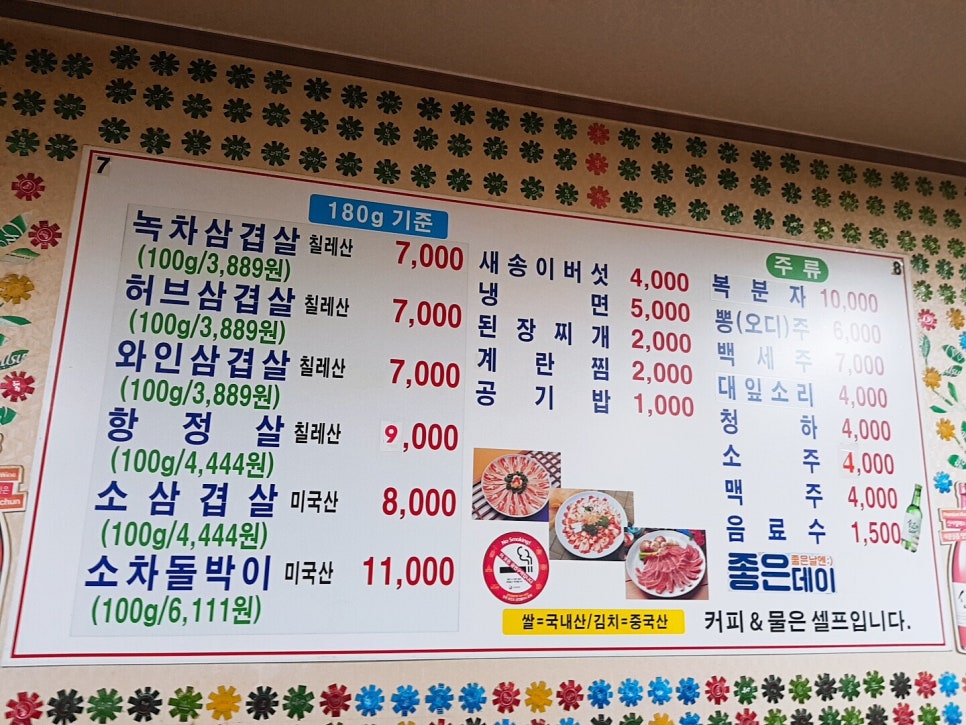 7
8
180g 기준
녹차삼겹살 칠레산 7,000
(100g/3,889원)
허브삼겹살 칠레산 7,000
(100g/3,889원)
와인삼겹살 칠레산 7,000
(100g/3,889원)
항정살 칠레산 9,000
(100g/4,444원)
소삼겹살 미국산 8,000
(100g/4,444원)
소차돌박이 미국산 11,000
(100g/6,111원)
새송이버섯 4,000
냉면 5,000
된장찌개 2,000
계란찜 2,000
공기밥 1,000
주류
복분자 10,000
뽕(오디)주 6,000
백세주 7,000
대잎소리 4,000
청하 4,000
소주 4,000
맥주 4,000
음료수 1,500
No Smoking!
좋은날엔:)
좋은데이
쌀=국내산/김치=중국산
커피 & 물은 셀프입니다.